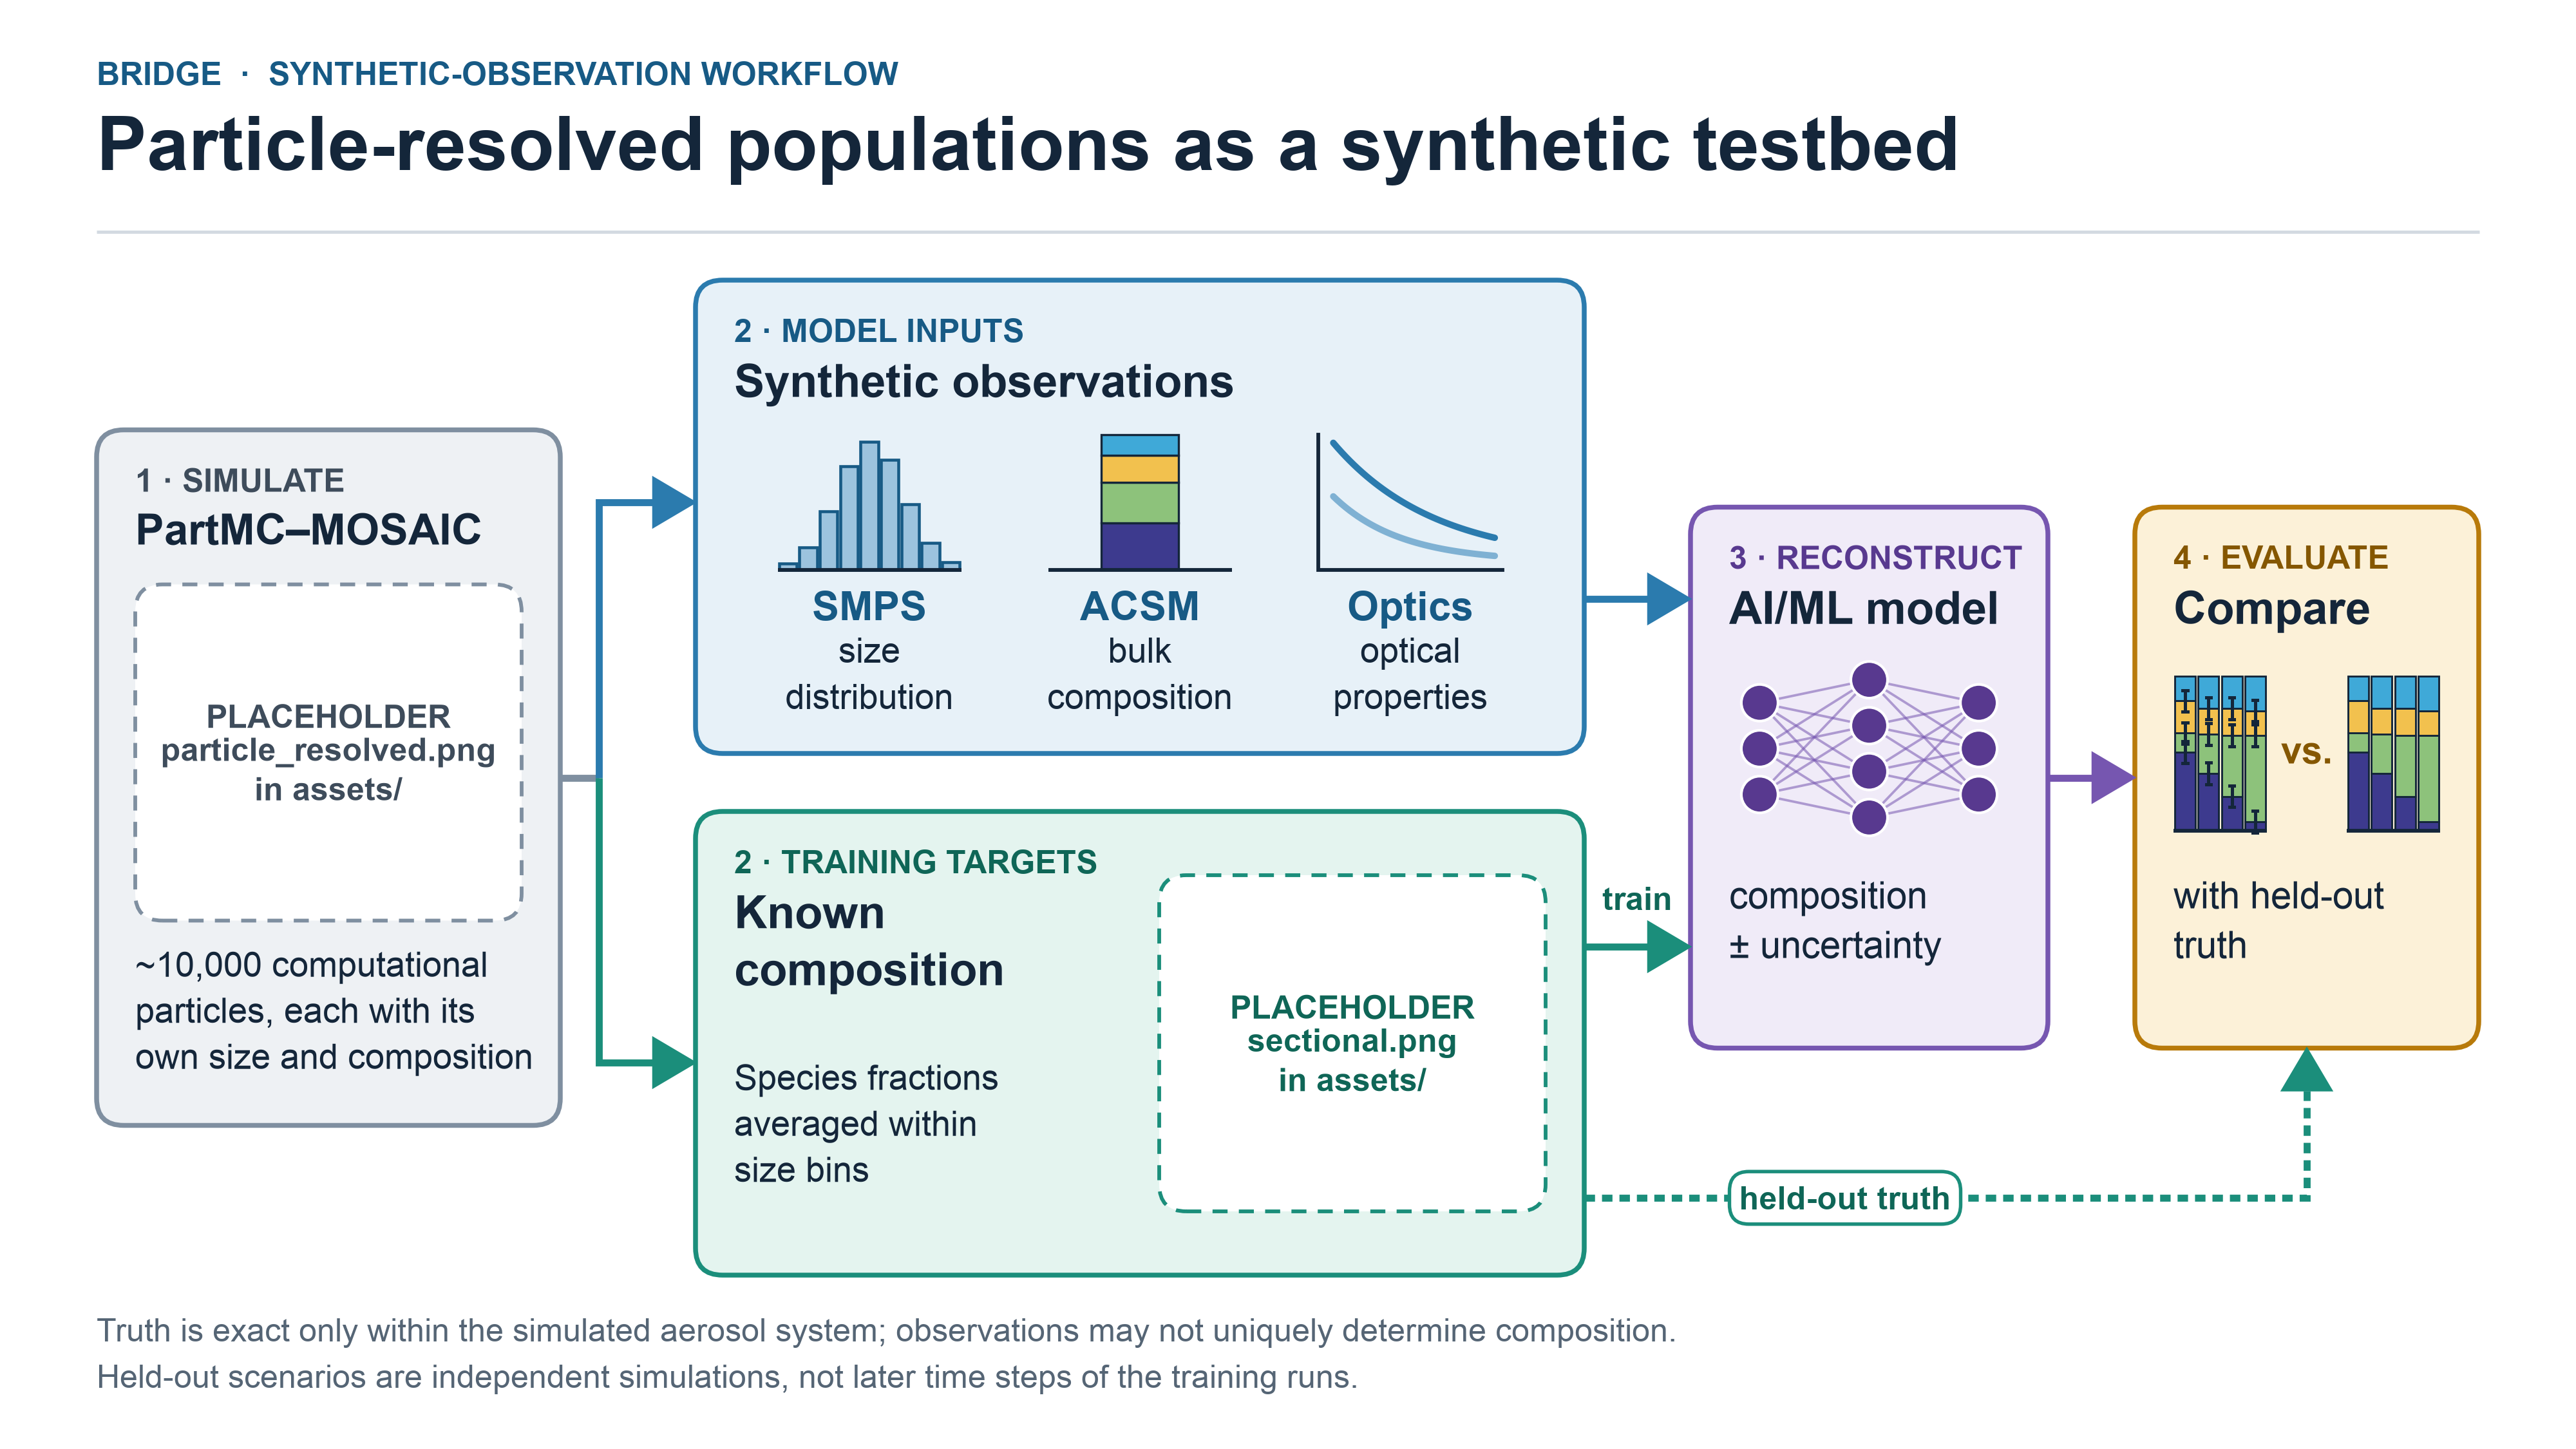 BRIDGE · SYNTHETIC-OBSERVATION WORKFLOW
Particle-resolved populations as a synthetic testbed
1 · SIMULATE
PartMC–MOSAIC
PLACEHOLDER
particle_resolved.png
in assets/
~10,000 computational
particles, each with its
own size and composition
2 · MODEL INPUTS
Synthetic observations
SMPS
size
distribution
ACSM
bulk
composition
Optics
optical
properties
2 · TRAINING TARGETS
Known
composition
Species fractions
averaged within
size bins
PLACEHOLDER
sectional.png
in assets/
train
3 · RECONSTRUCT
AI/ML model
composition
± uncertainty
4 · EVALUATE
Compare
vs.
with held-out
truth
held-out truth
Truth is exact only within the simulated aerosol system; observations may not uniquely determine composition.
Held-out scenarios are independent simulations, not later time steps of the training runs.